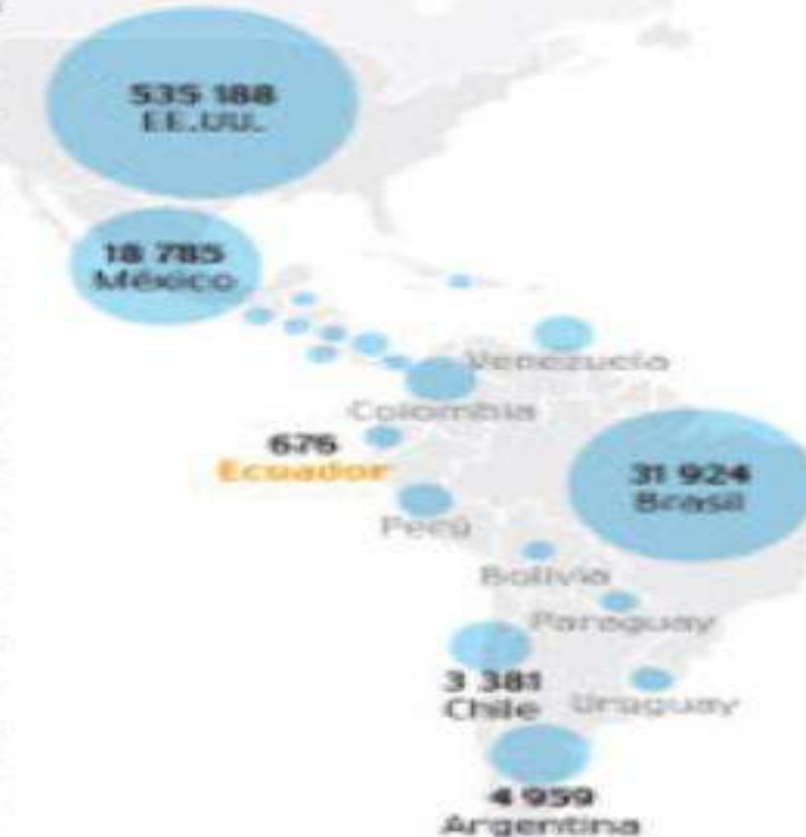 535 188
EE.UU.
18 785
México
Venezuela
Colombia
676
Ecuador
31 924
Brasil
Perú
Bolivia
Paraguay
3 381
Chile
Uruguay
4 959
Argentina